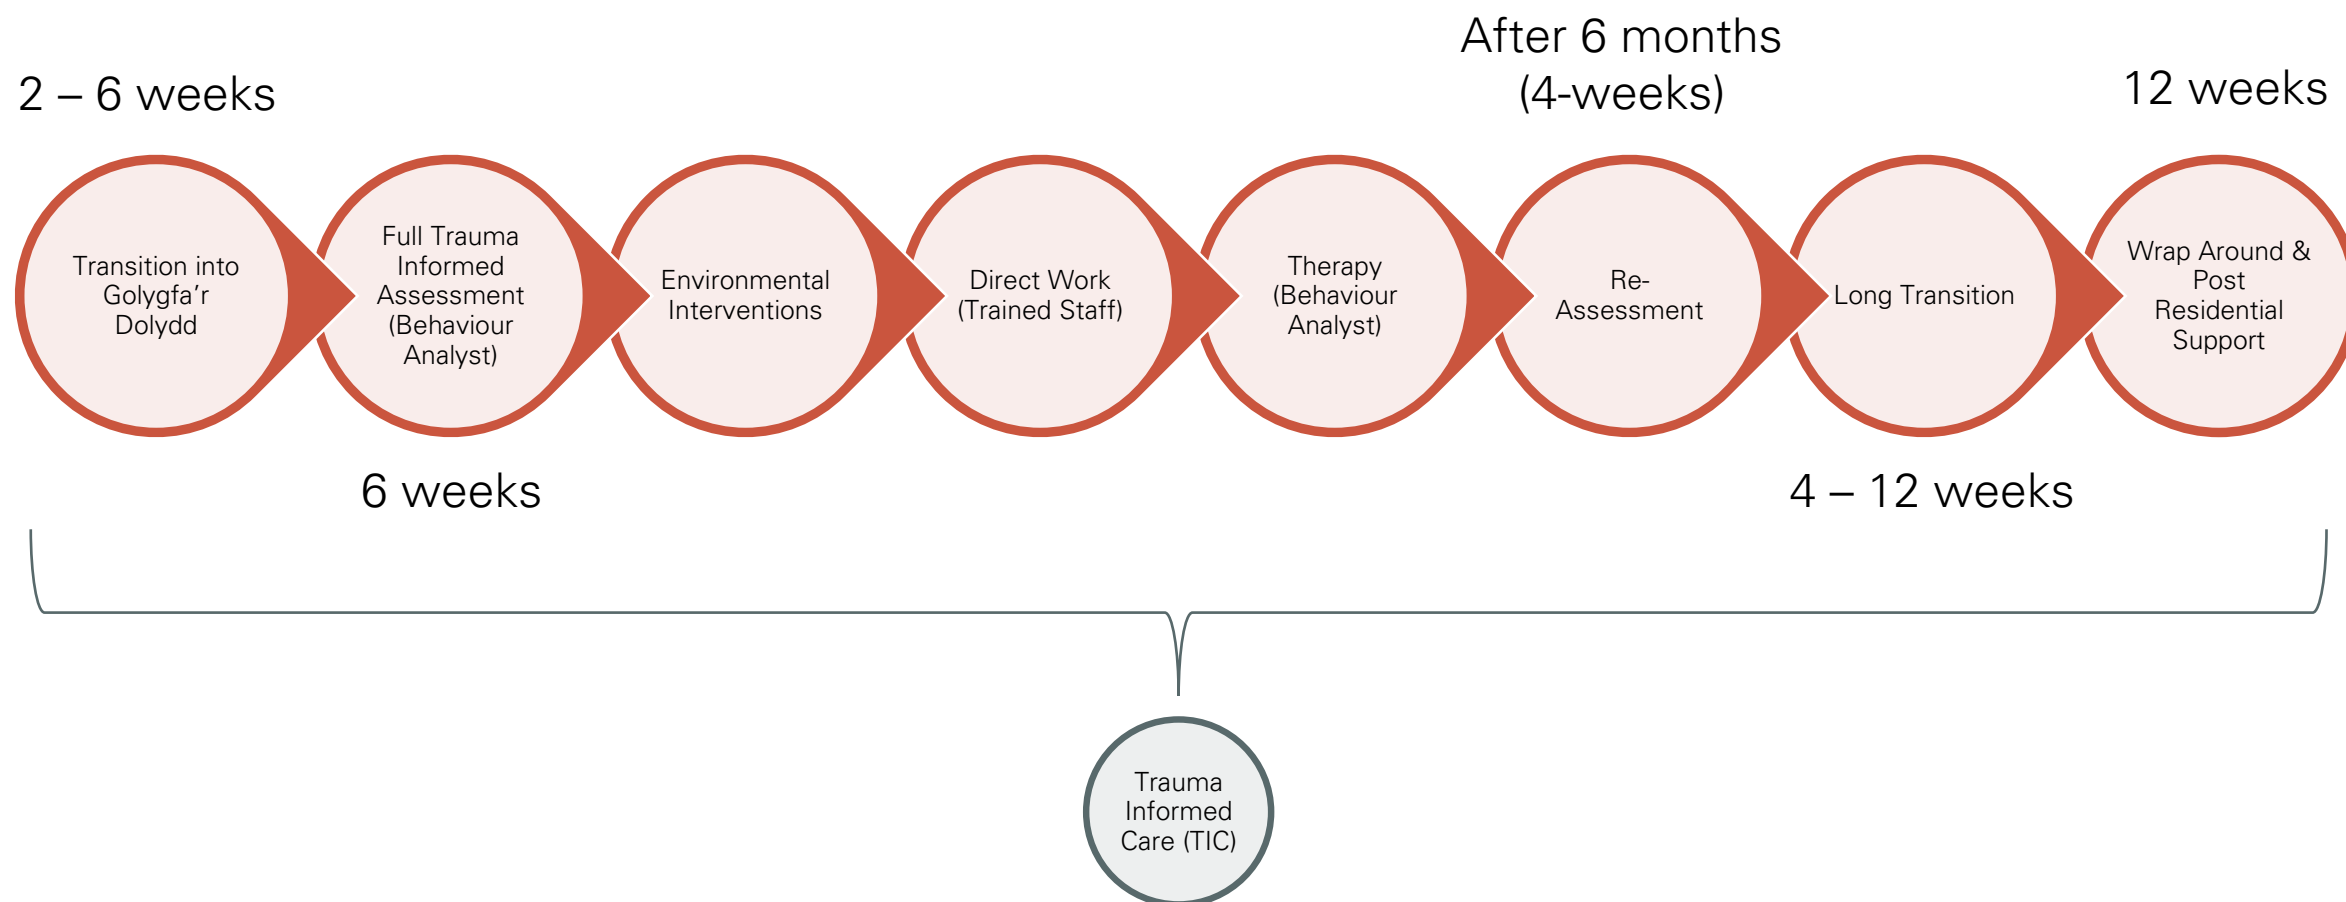 After 6 months
(4-weeks)
2 – 6 weeks
12 weeks
Transition into
Golygfa’r
Dolydd
Full Trauma
Informed
Assessment
(Behaviour
Analyst)
Environmental
Interventions
Direct Work
(Trained Staff)
Therapy
(Behaviour
Analyst)
Re-
Assessment
Long Transition
Wrap Around &
Post
Residential
Support
6 weeks
4 – 12 weeks
Trauma
Informed
Care (TIC)